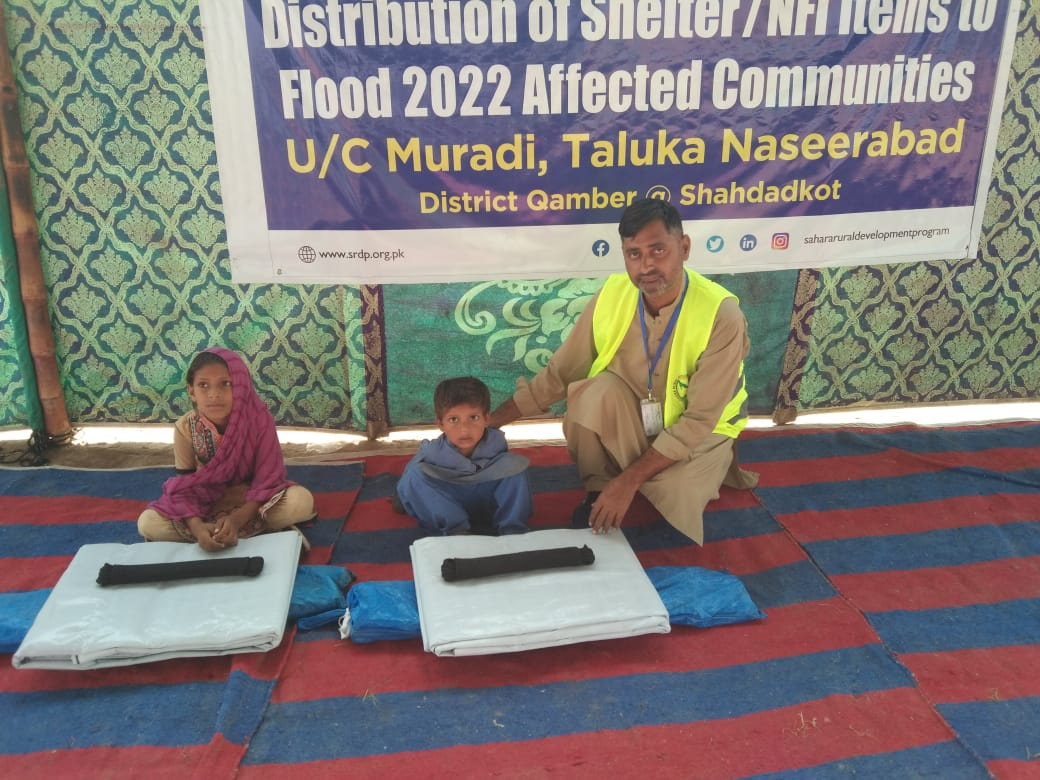 Distribution of Shelter/NFI Items to
Flood 2022 Affected Communities
U/C Muradi, Taluka Naseerabad
District Qamber @ Shahdadkot
www.srdp.org.pk
sahararuraldevelopmentprogram